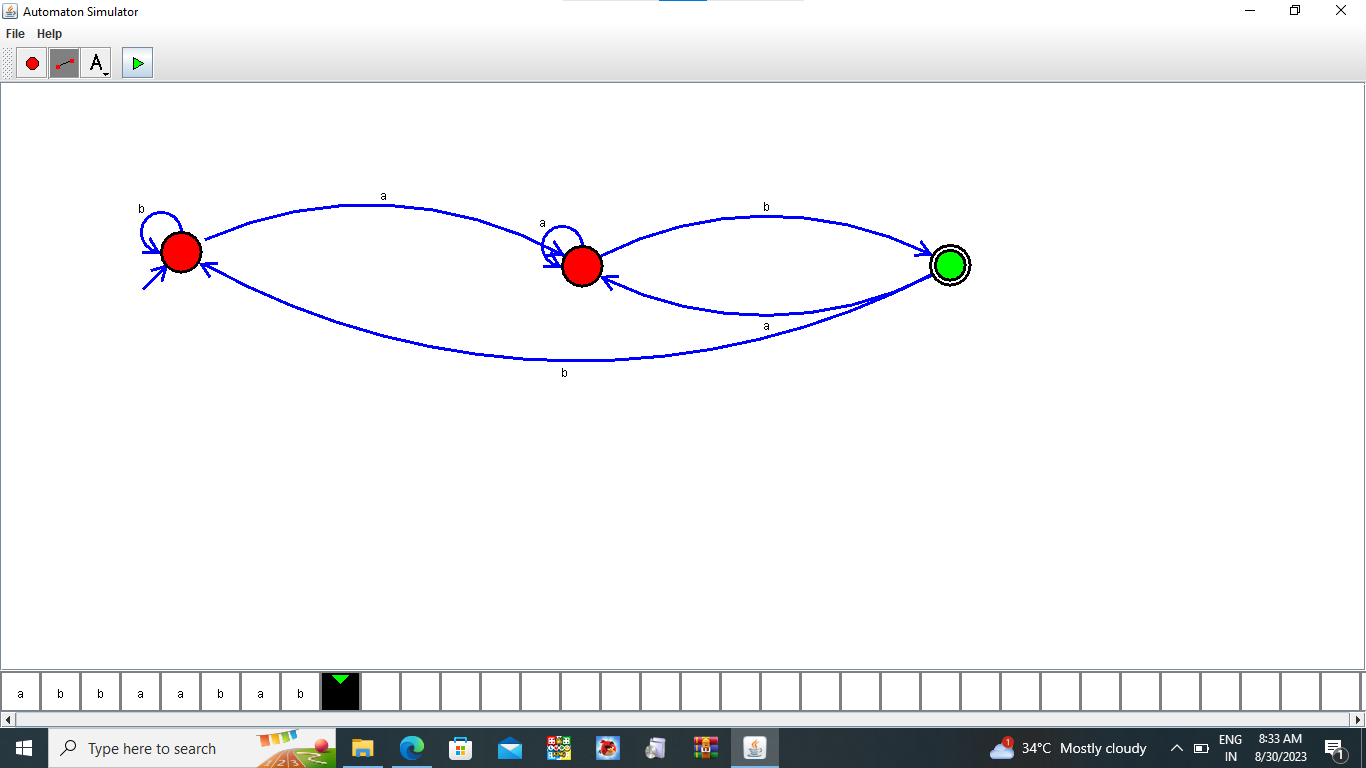 Automaton Simulator
File Help
A
b
a
a
b
a
b
a b b a a b a b
Type here to search
1
34°C Mostly cloudy
ENG
IN
8:33 AM
8/30/2023
1